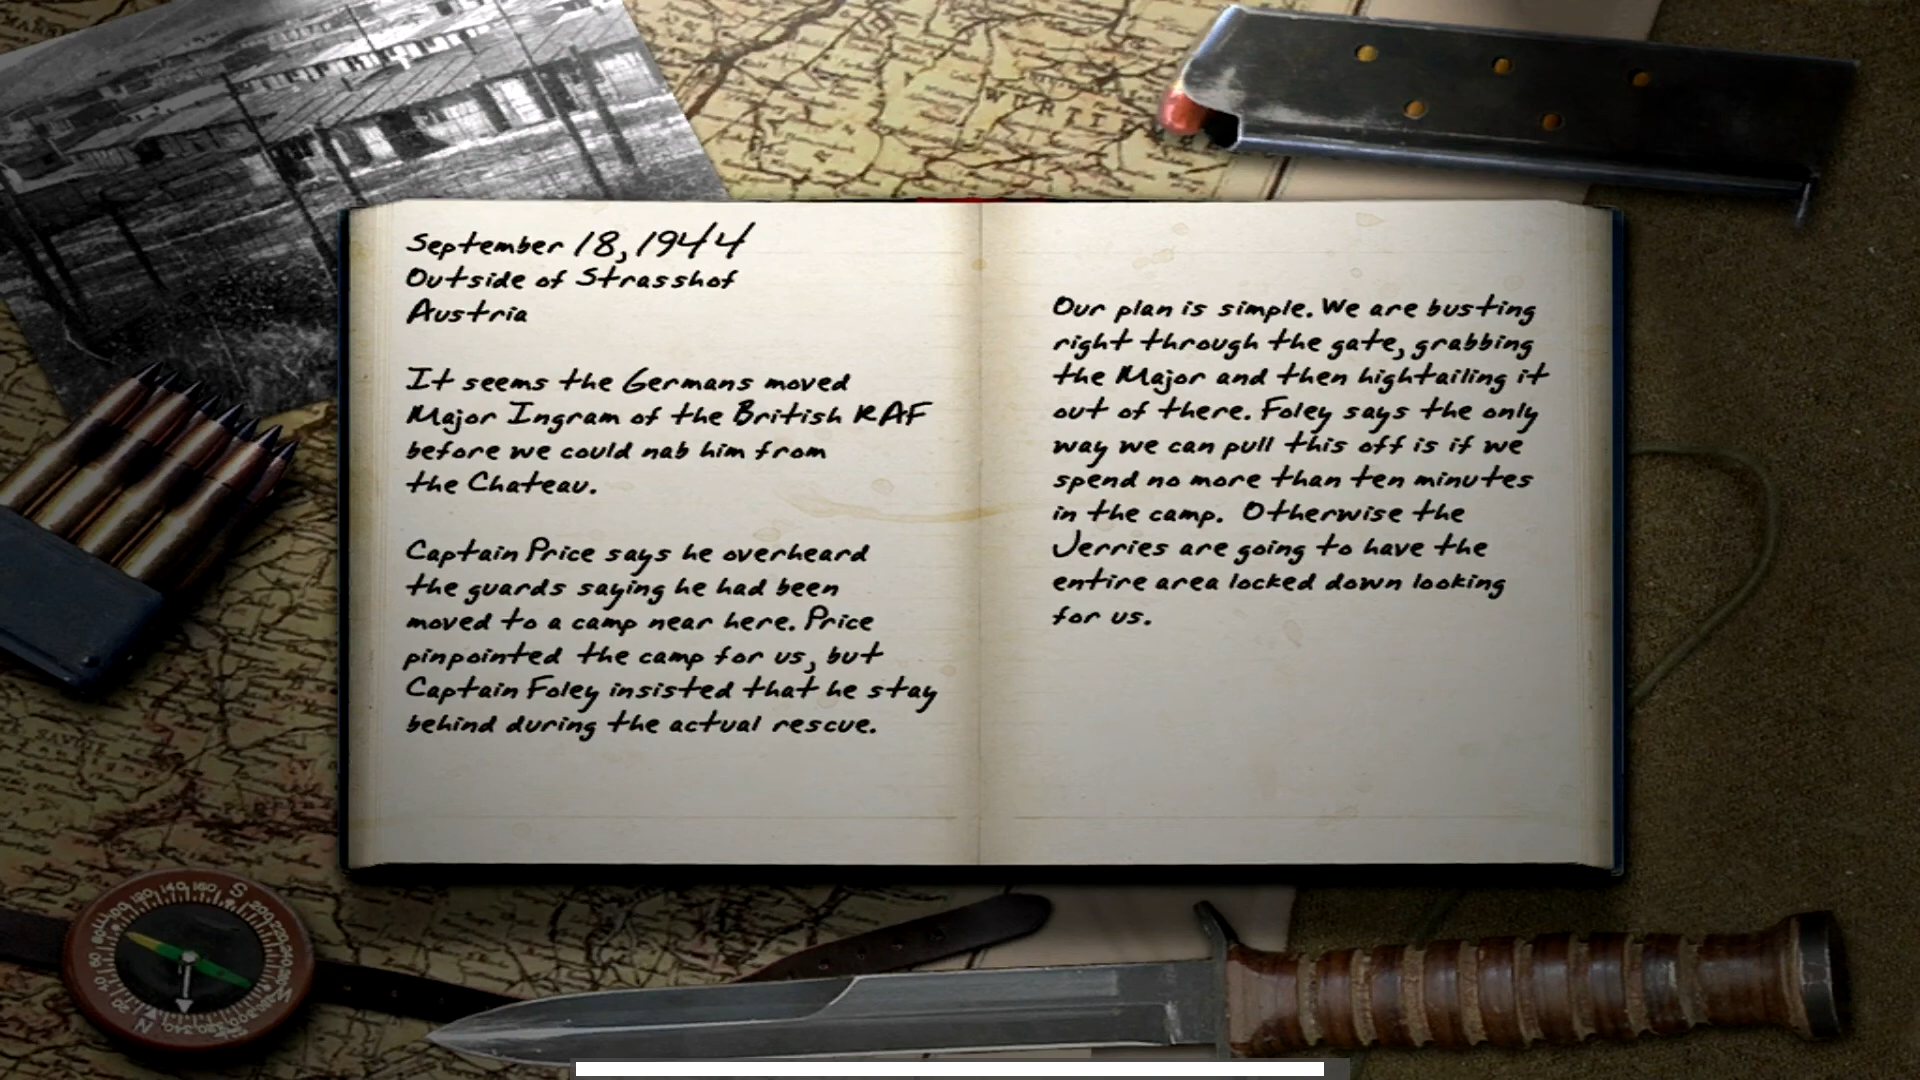 September 18, 1944
Outside of Strasshof
Austria
It seems the Germans moved
Major Ingram of the British RAF
before we could nab him from
the Chateau.
Captain Price says he overheard
the guards saying he had been
moved to a camp near here. Price
pinpointed the camp for us, but
Captain Foley insisted that he stay
behind during the actual rescue.
Our plan is simple. We are busting
right through the gate, grabbing
the Major and then hightailing it
out of there. Foley says the only
way we can pull this off is if we
spend no more than ten minutes
in the camp. Otherwise the
Jerries are going to have the
entire area locked down looking
for us.